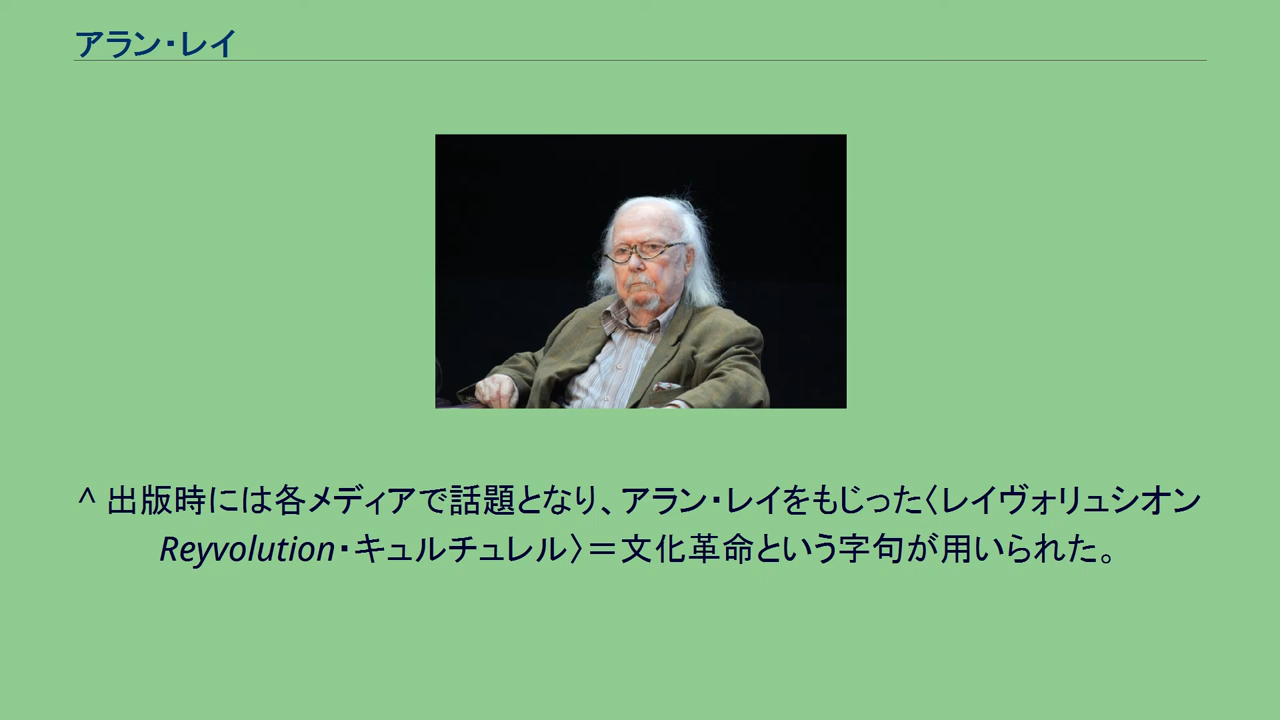 アラン・レイ
^ 出版時には各メディアで話題となり、アラン・レイをもじった〈レイヴォリュシオン
Reyvolution・キュルチュレル〉＝文化革命という字句が用いられた。